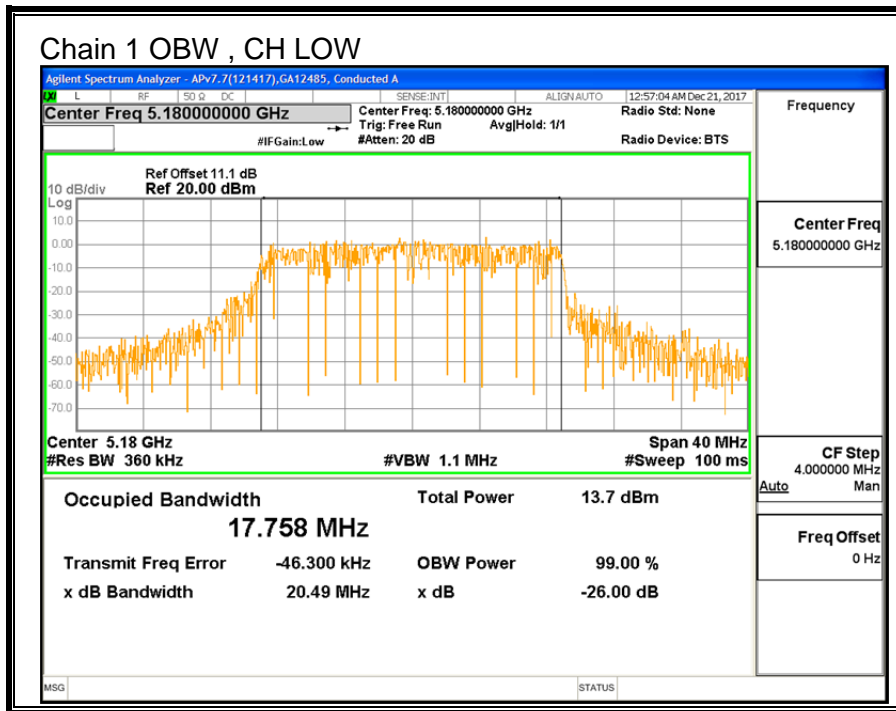 Chain 1 OBW , CH LOW
Agilent Spectrum Analyzer - APv7.7(121417),GA12485, Conducted A
LXI L RF 50 Ω DC SENSE:INT ALIGN AUTO 12:57:04 AM Dec 21, 2017
Center Freq 5.180000000 GHz
Center Freq: 5.180000000 GHz
Radio Std: None
Trig: Free Run Avg|Hold: 1/1
#IFGain:Low
#Atten: 20 dB
Radio Device: BTS
Ref Offset 11.1 dB
10 dB/div Ref 20.00 dBm
Log
10.0
0.00
-10.0
-20.0
-30.0
-40.0
-50.0
-60.0
-70.0
Center 5.18 GHz
Span 40 MHz
#Res BW 360 kHz
#VBW 1.1 MHz
#Sweep 100 ms
Occupied Bandwidth
Total Power 13.7 dBm
17.758 MHz
Transmit Freq Error -46.300 kHz
OBW Power 99.00 %
x dB Bandwidth 20.49 MHz
x dB -26.00 dB
Frequency
Center Freq
5.180000000 GHz
CF Step
4.000000 MHz
Auto Man
Freq Offset
0 Hz
MSG
STATUS